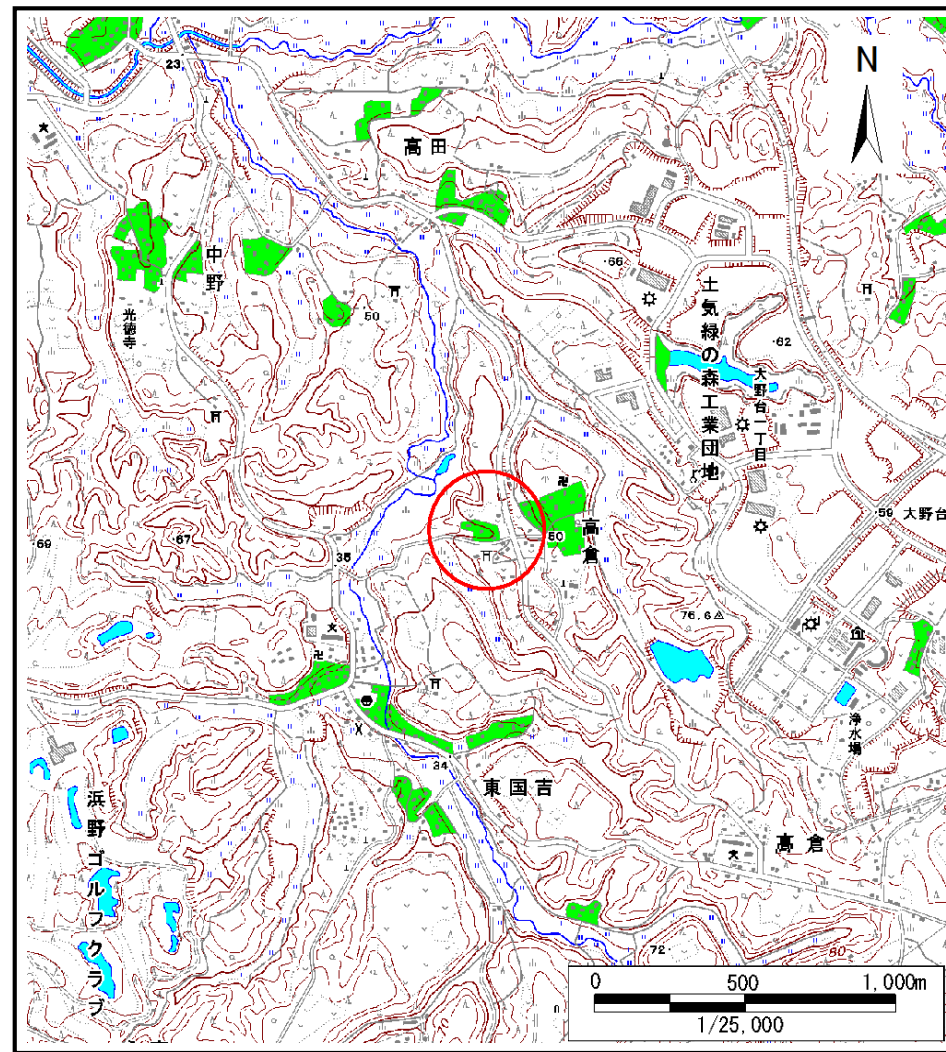 23
N
高田
中野
光徳寺
50
66
土気緑の森工業団地
62
大野台一丁目
59
大野台
69
67
35
50
高倉
76.6
浄水場
34
東国吉
高倉
浜野ゴルフクラブ
72
80
0 500 1,000m
1/25,000